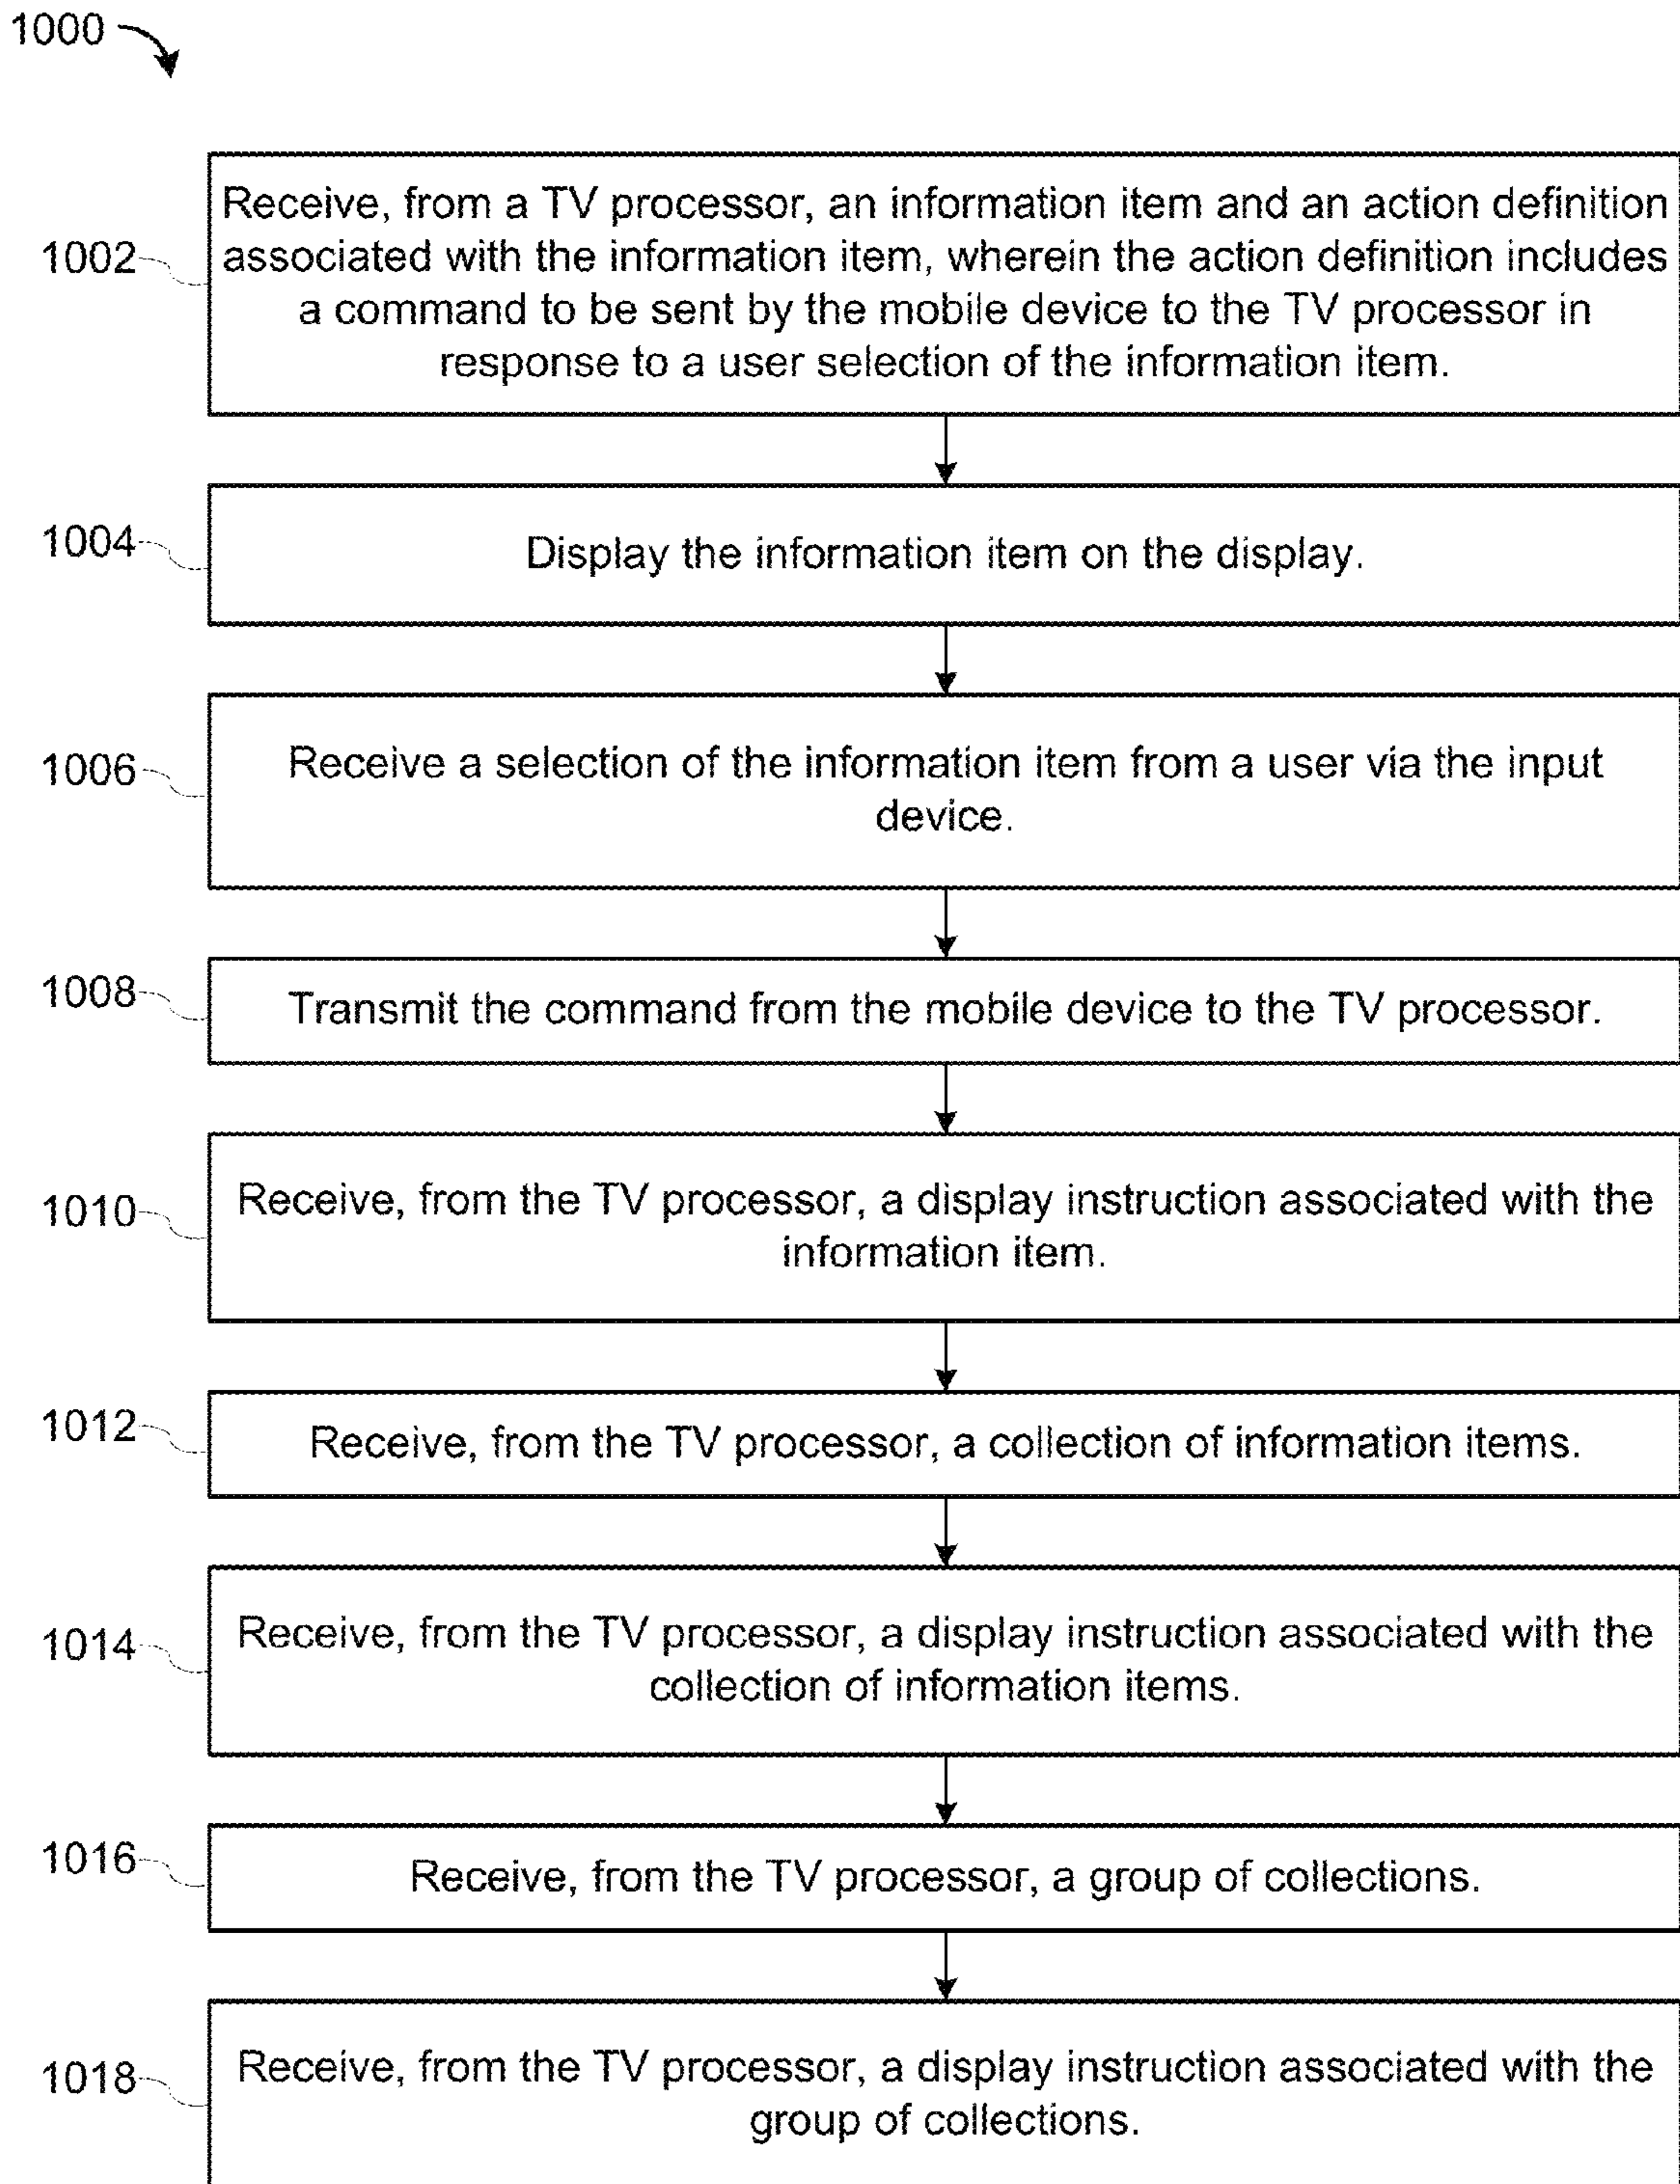 1000
1002
Receive, from a TV processor, an information item and an action definition
associated with the information item, wherein the action definition includes
a command to be sent by the mobile device to the TV processor in
response to a user selection of the information item.
1004
Display the information item on the display.
1006
Receive a selection of the information item from a user via the input
device.
1008
Transmit the command from the mobile device to the TV processor.
1010
Receive, from the TV processor, a display instruction associated with the
information item.
1012
Receive, from the TV processor, a collection of information items.
1014
Receive, from the TV processor, a display instruction associated with the
collection of information items.
1016
Receive, from the TV processor, a group of collections.
1018
Receive, from the TV processor, a display instruction associated with the
group of collections.